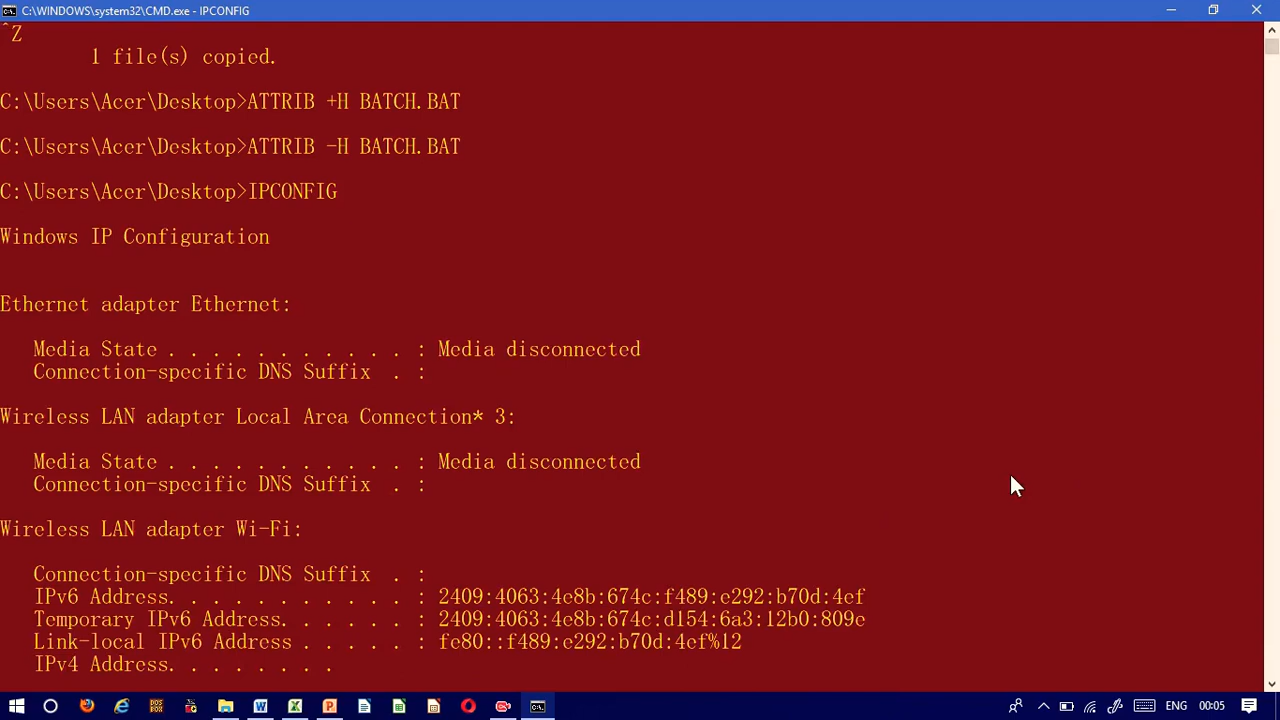 C:\WINDOWS\system32\CMD.exe - IPCONFIG
^Z
1 file(s) copied.
C:\Users\Acer\Desktop>ATTRIB +H BATCH.BAT
C:\Users\Acer\Desktop>ATTRIB -H BATCH.BAT
C:\Users\Acer\Desktop>IPCONFIG
Windows IP Configuration
Ethernet adapter Ethernet:
Media State . . . . . . . . . . . : Media disconnected
Connection-specific DNS Suffix  . :
Wireless LAN adapter Local Area Connection* 3:
Media State . . . . . . . . . . . : Media disconnected
Connection-specific DNS Suffix  . :
Wireless LAN adapter Wi-Fi:
Connection-specific DNS Suffix  . :
IPv6 Address. . . . . . . . . . . : 2409:4063:4e8b:674c:f489:e292:b70d:4ef
Temporary IPv6 Address. . . . . . : 2409:4063:4e8b:674c:d154:6a3:12b0:809e
Link-local IPv6 Address . . . . . : fe80::f489:e292:b70d:4ef%12
IPv4 Address. . . . . . . .
ENG 00:05